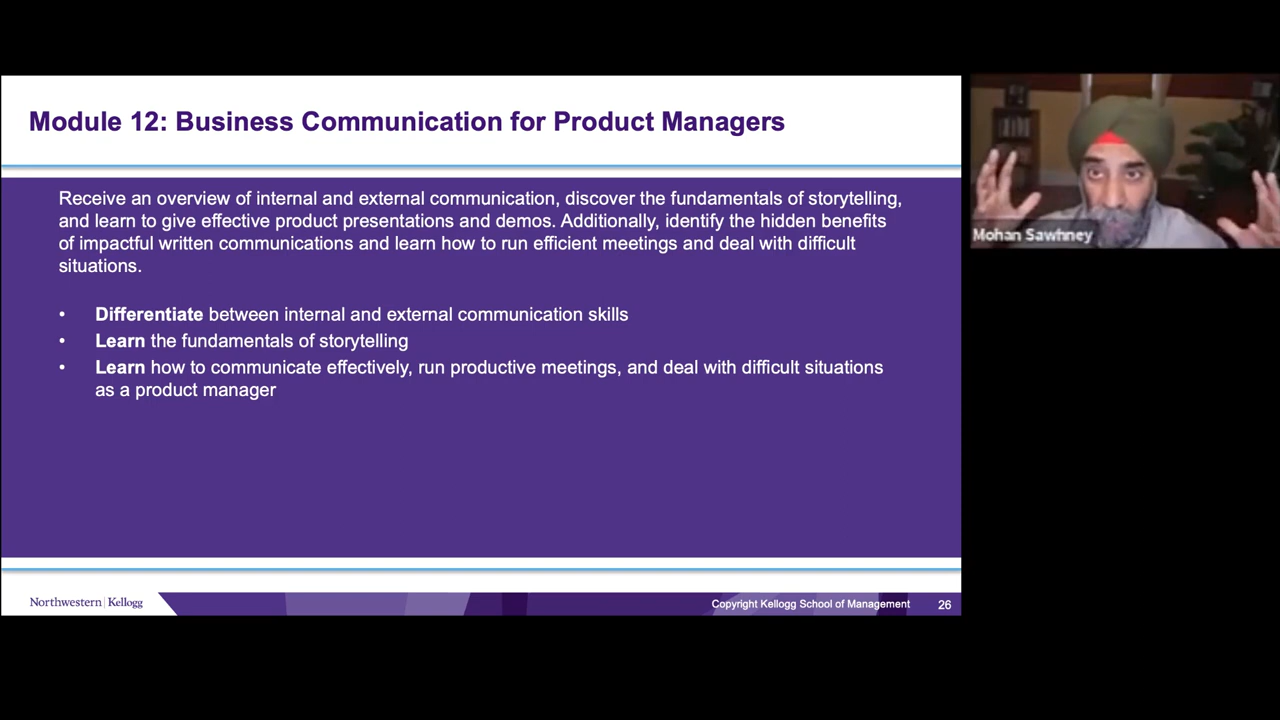 Module 12: Business Communication for Product Managers
Receive an overview of internal and external communication, discover the fundamentals of storytelling,
and learn to give effective product presentations and demos. Additionally, identify the hidden benefits
of impactful written communications and learn how to run efficient meetings and deal with difficult
situations.
• Differentiate between internal and external communication skills
• Learn the fundamentals of storytelling
• Learn how to communicate effectively, run productive meetings, and deal with difficult situations
as a product manager
Mohan Sawhney
Northwestern | Kellogg
Copyright Kellogg School of Management 26